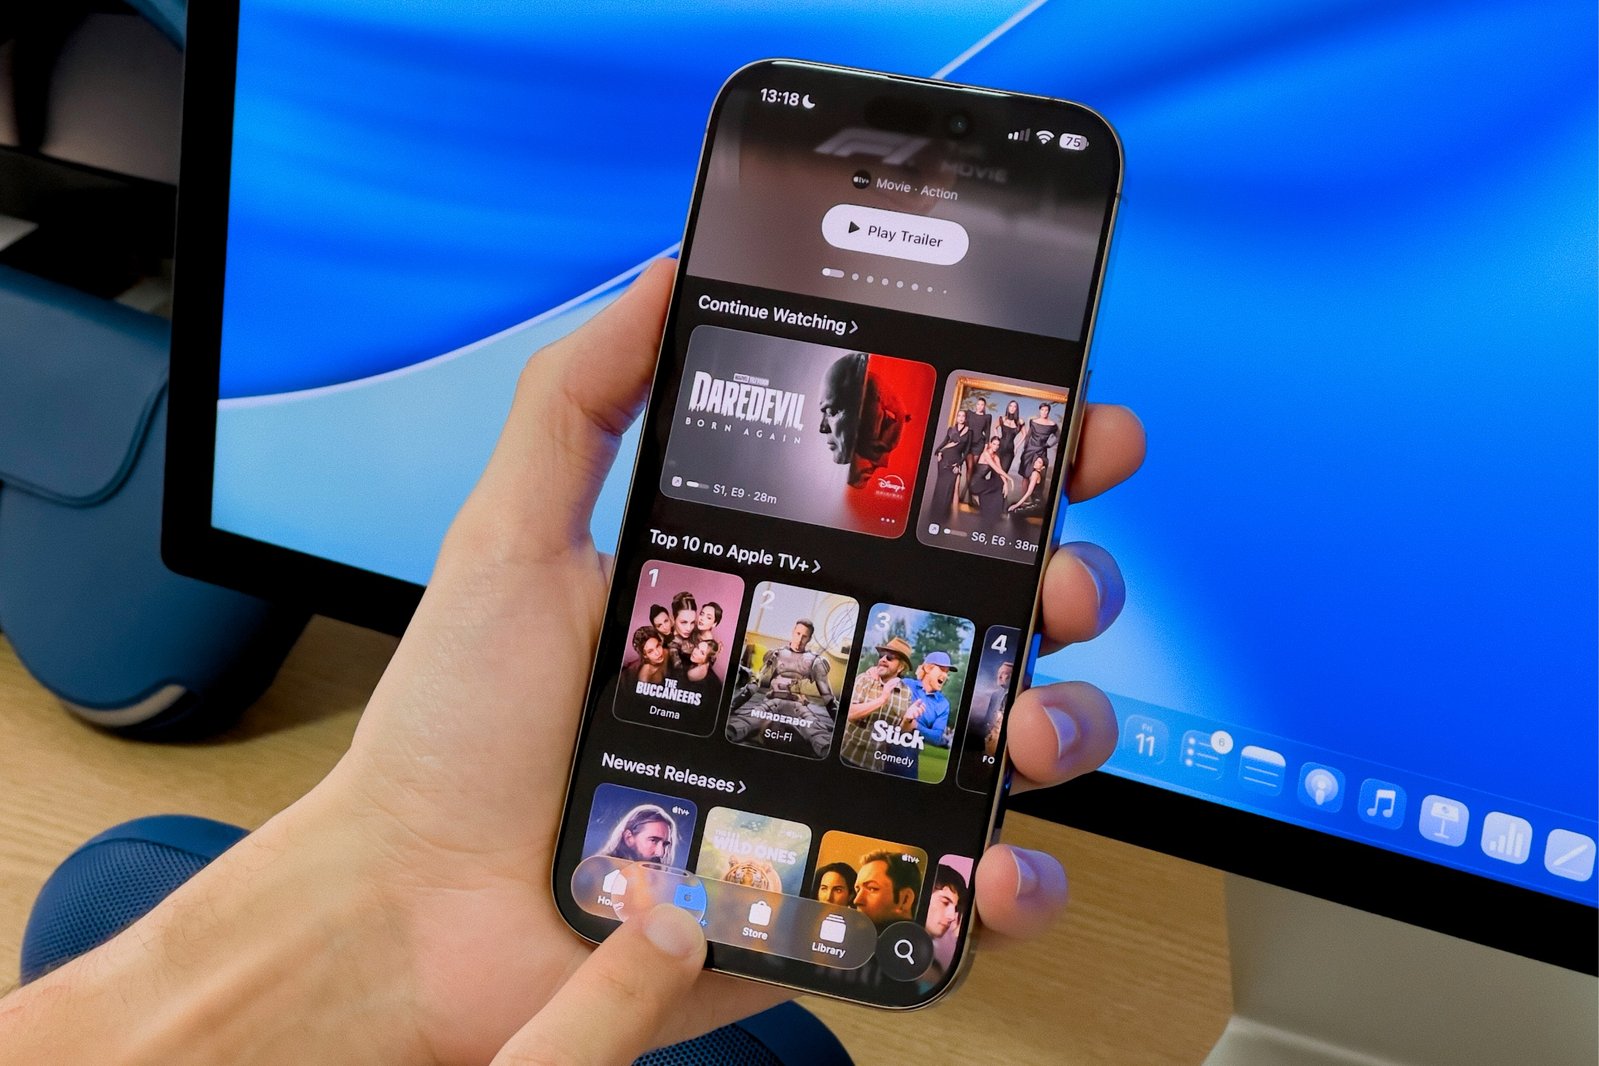 13:18
75
F1
MOVIE
tv+ Movie · Action
Play Trailer
Continue Watching
MARVEL TELEVISION
DAREDEVIL
BORN AGAIN
S1, E9 · 28m
Disney+
ORIGINAL
S6, E6 · 38m
Top 10 no Apple TV+
1
THE
BUCCANEERS
Drama
2
MURDERBOT
Sci-Fi
3
Stick
Comedy
4
FO
Newest Releases
tv+
THE
WILD ONES
tv+
tv+
Store
Library
11
6